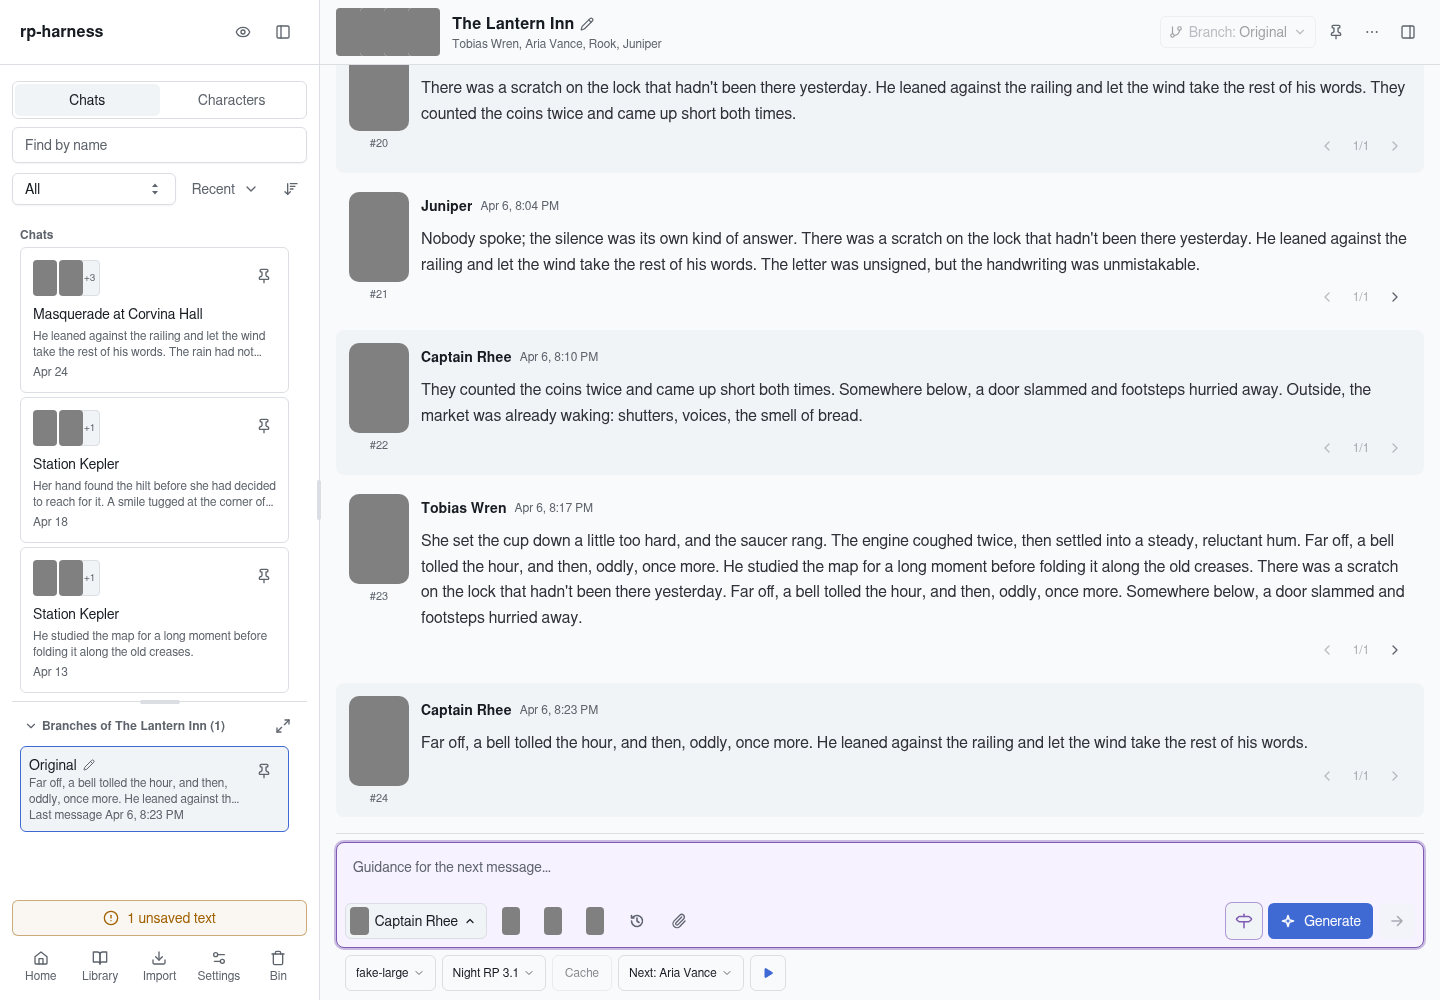 rp-harness
Chats
Characters
Find by name
All
Recent
Chats
+3
Masquerade at Corvina Hall
He leaned against the railing and let the wind
take the rest of his words. The rain had not...
Apr 24
+1
Station Kepler
Her hand found the hilt before she had decided
to reach for it. A smile tugged at the corner of...
Apr 18
+1
Station Kepler
He studied the map for a long moment before
folding it along the old creases.
Apr 13
Branches of The Lantern Inn (1)
Original
Far off, a bell tolled the hour, and then,
oddly, once more. He leaned against th...
Last message Apr 6, 8:23 PM
1 unsaved text
Home
Library
Import
Settings
Bin
The Lantern Inn
Tobias Wren, Aria Vance, Rook, Juniper
Branch: Original
There was a scratch on the lock that hadn't been there yesterday. He leaned against the railing and let the wind take the rest of his words. They
counted the coins twice and came up short both times.
#20
1/1
Juniper Apr 6, 8:04 PM
Nobody spoke; the silence was its own kind of answer. There was a scratch on the lock that hadn't been there yesterday. He leaned against the
railing and let the wind take the rest of his words. The letter was unsigned, but the handwriting was unmistakable.
#21
1/1
Captain Rhee Apr 6, 8:10 PM
They counted the coins twice and came up short both times. Somewhere below, a door slammed and footsteps hurried away. Outside, the
market was already waking: shutters, voices, the smell of bread.
#22
1/1
Tobias Wren Apr 6, 8:17 PM
She set the cup down a little too hard, and the saucer rang. The engine coughed twice, then settled into a steady, reluctant hum. Far off, a bell
tolled the hour, and then, oddly, once more. He studied the map for a long moment before folding it along the old creases. There was a scratch
on the lock that hadn't been there yesterday. Far off, a bell tolled the hour, and then, oddly, once more. Somewhere below, a door slammed and
footsteps hurried away.
#23
1/1
Captain Rhee Apr 6, 8:23 PM
Far off, a bell tolled the hour, and then, oddly, once more. He leaned against the railing and let the wind take the rest of his words.
#24
1/1
Guidance for the next message...
Captain Rhee
Generate
fake-large
Night RP 3.1
Cache
Next: Aria Vance